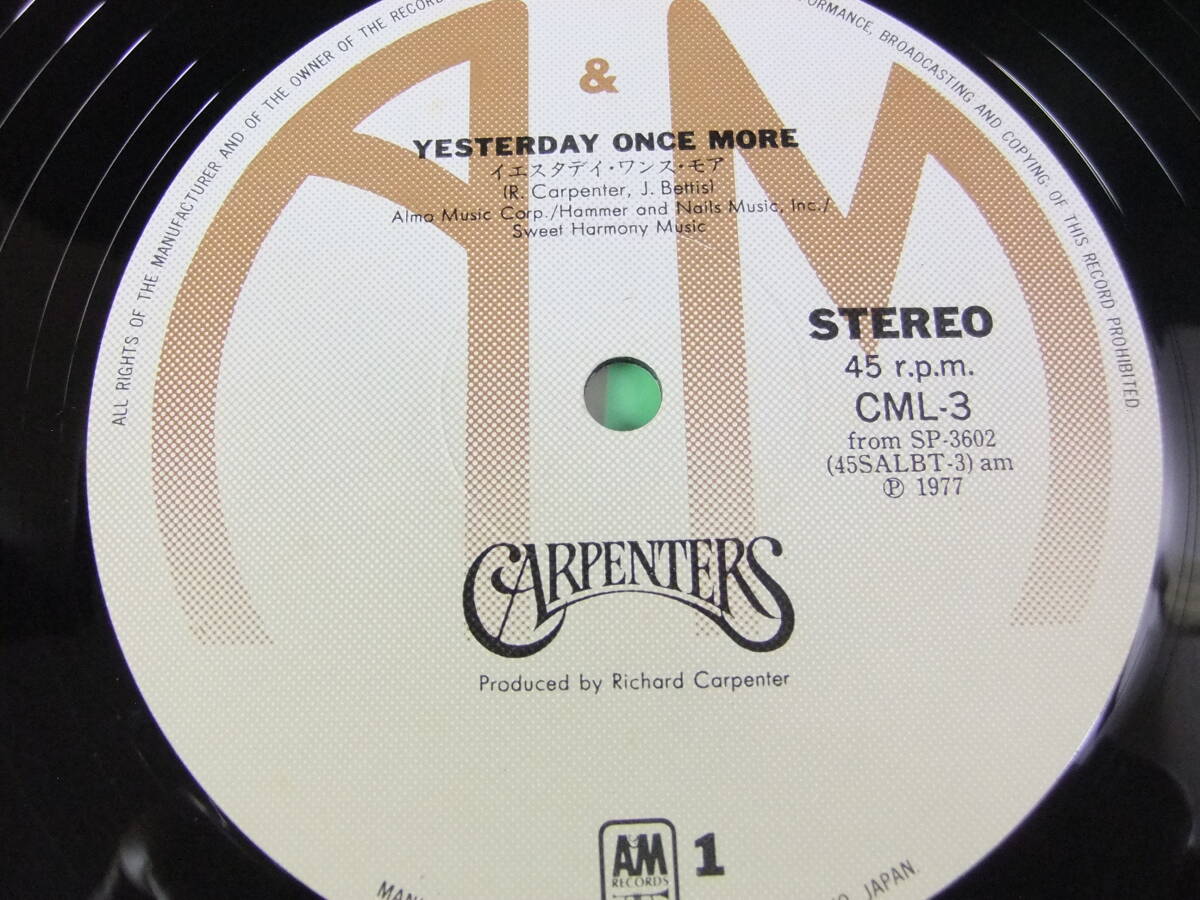 ALL RIGHTS OF THE MANUFACTURER AND OF THE OWNER OF THE
BROADCASTING AND COPYING OF THIS RECORD PROHIBITED.
&
YESTERDAY ONCE MORE
イエスタデイ・ワンス・モア
(R. Carpenter, J. Bettis)
Almo Music Corp./Hammer and Nails Music, Inc./
Sweet Harmony Music
STEREO
45 r.p.m.
CML-3
from SP-3602
(45SALBT-3) am
Ⓟ 1977
CARPENTERS
Produced by Richard Carpenter
A&M 1
RECORDS
JAPAN.